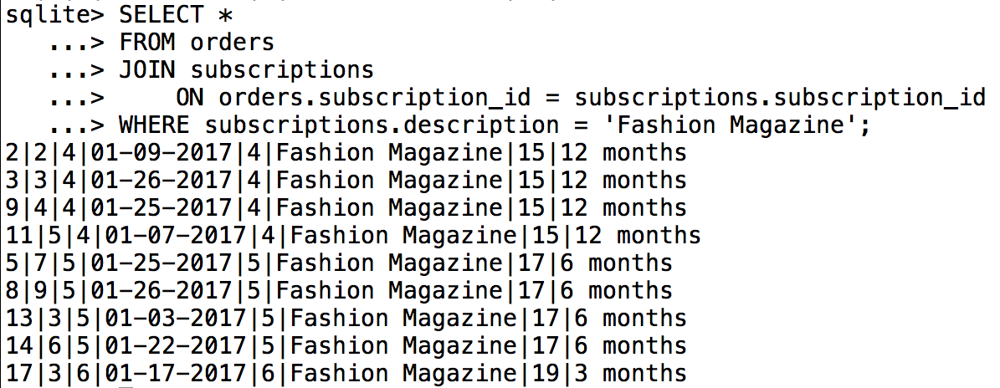 sqlite> SELECT *
   ...> FROM orders
   ...> JOIN subscriptions
   ...>     ON orders.subscription_id = subscriptions.subscription_id
   ...> WHERE subscriptions.description = 'Fashion Magazine';
2|2|4|01-09-2017|4|Fashion Magazine|15|12 months
3|3|4|01-26-2017|4|Fashion Magazine|15|12 months
9|4|4|01-25-2017|4|Fashion Magazine|15|12 months
11|5|4|01-07-2017|4|Fashion Magazine|15|12 months
5|7|5|01-25-2017|5|Fashion Magazine|17|6 months
8|9|5|01-26-2017|5|Fashion Magazine|17|6 months
13|3|5|01-03-2017|5|Fashion Magazine|17|6 months
14|6|5|01-22-2017|5|Fashion Magazine|17|6 months
17|3|6|01-17-2017|6|Fashion Magazine|19|3 months